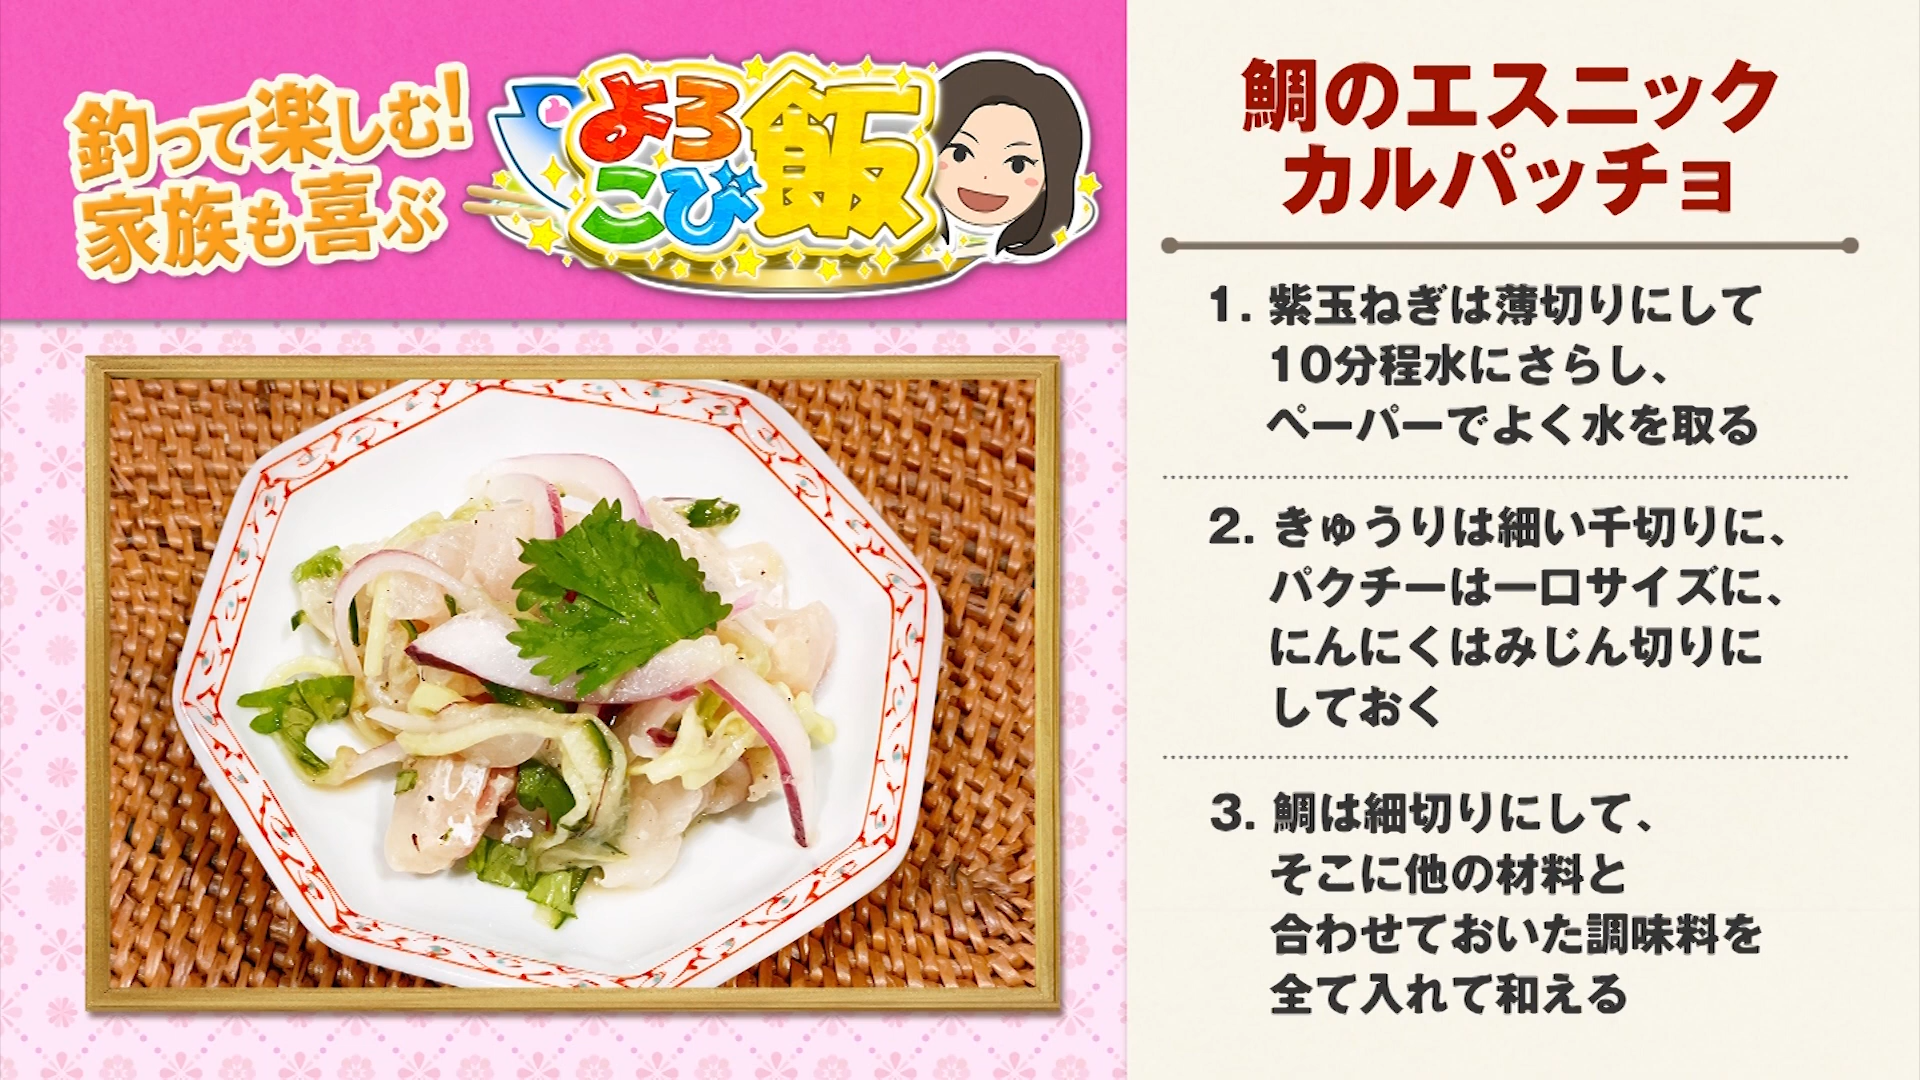 釣って楽しむ!
家族も喜ぶ
よろこび飯
鯛のエスニック
カルパッチョ
1. 紫玉ねぎは薄切りにして
10分程水にさらし、
ペーパーでよく水を取る
2. きゅうりは細い千切りに、
パクチーは一口サイズに、
にんにくはみじん切りに
しておく
3. 鯛は細切りにして、
そこに他の材料と
合わせておいた調味料を
全て入れて和える